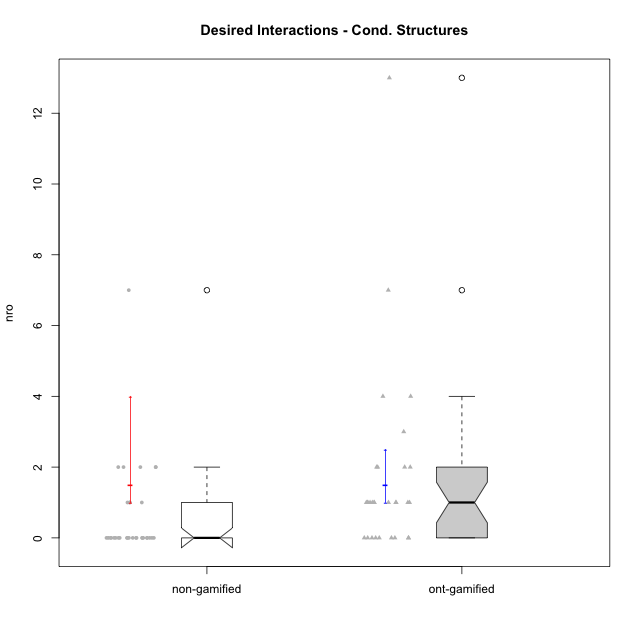 Desired Interactions - Cond. Structures
nro
12
10
8
6
4
2
0
non-gamified
ont-gamified